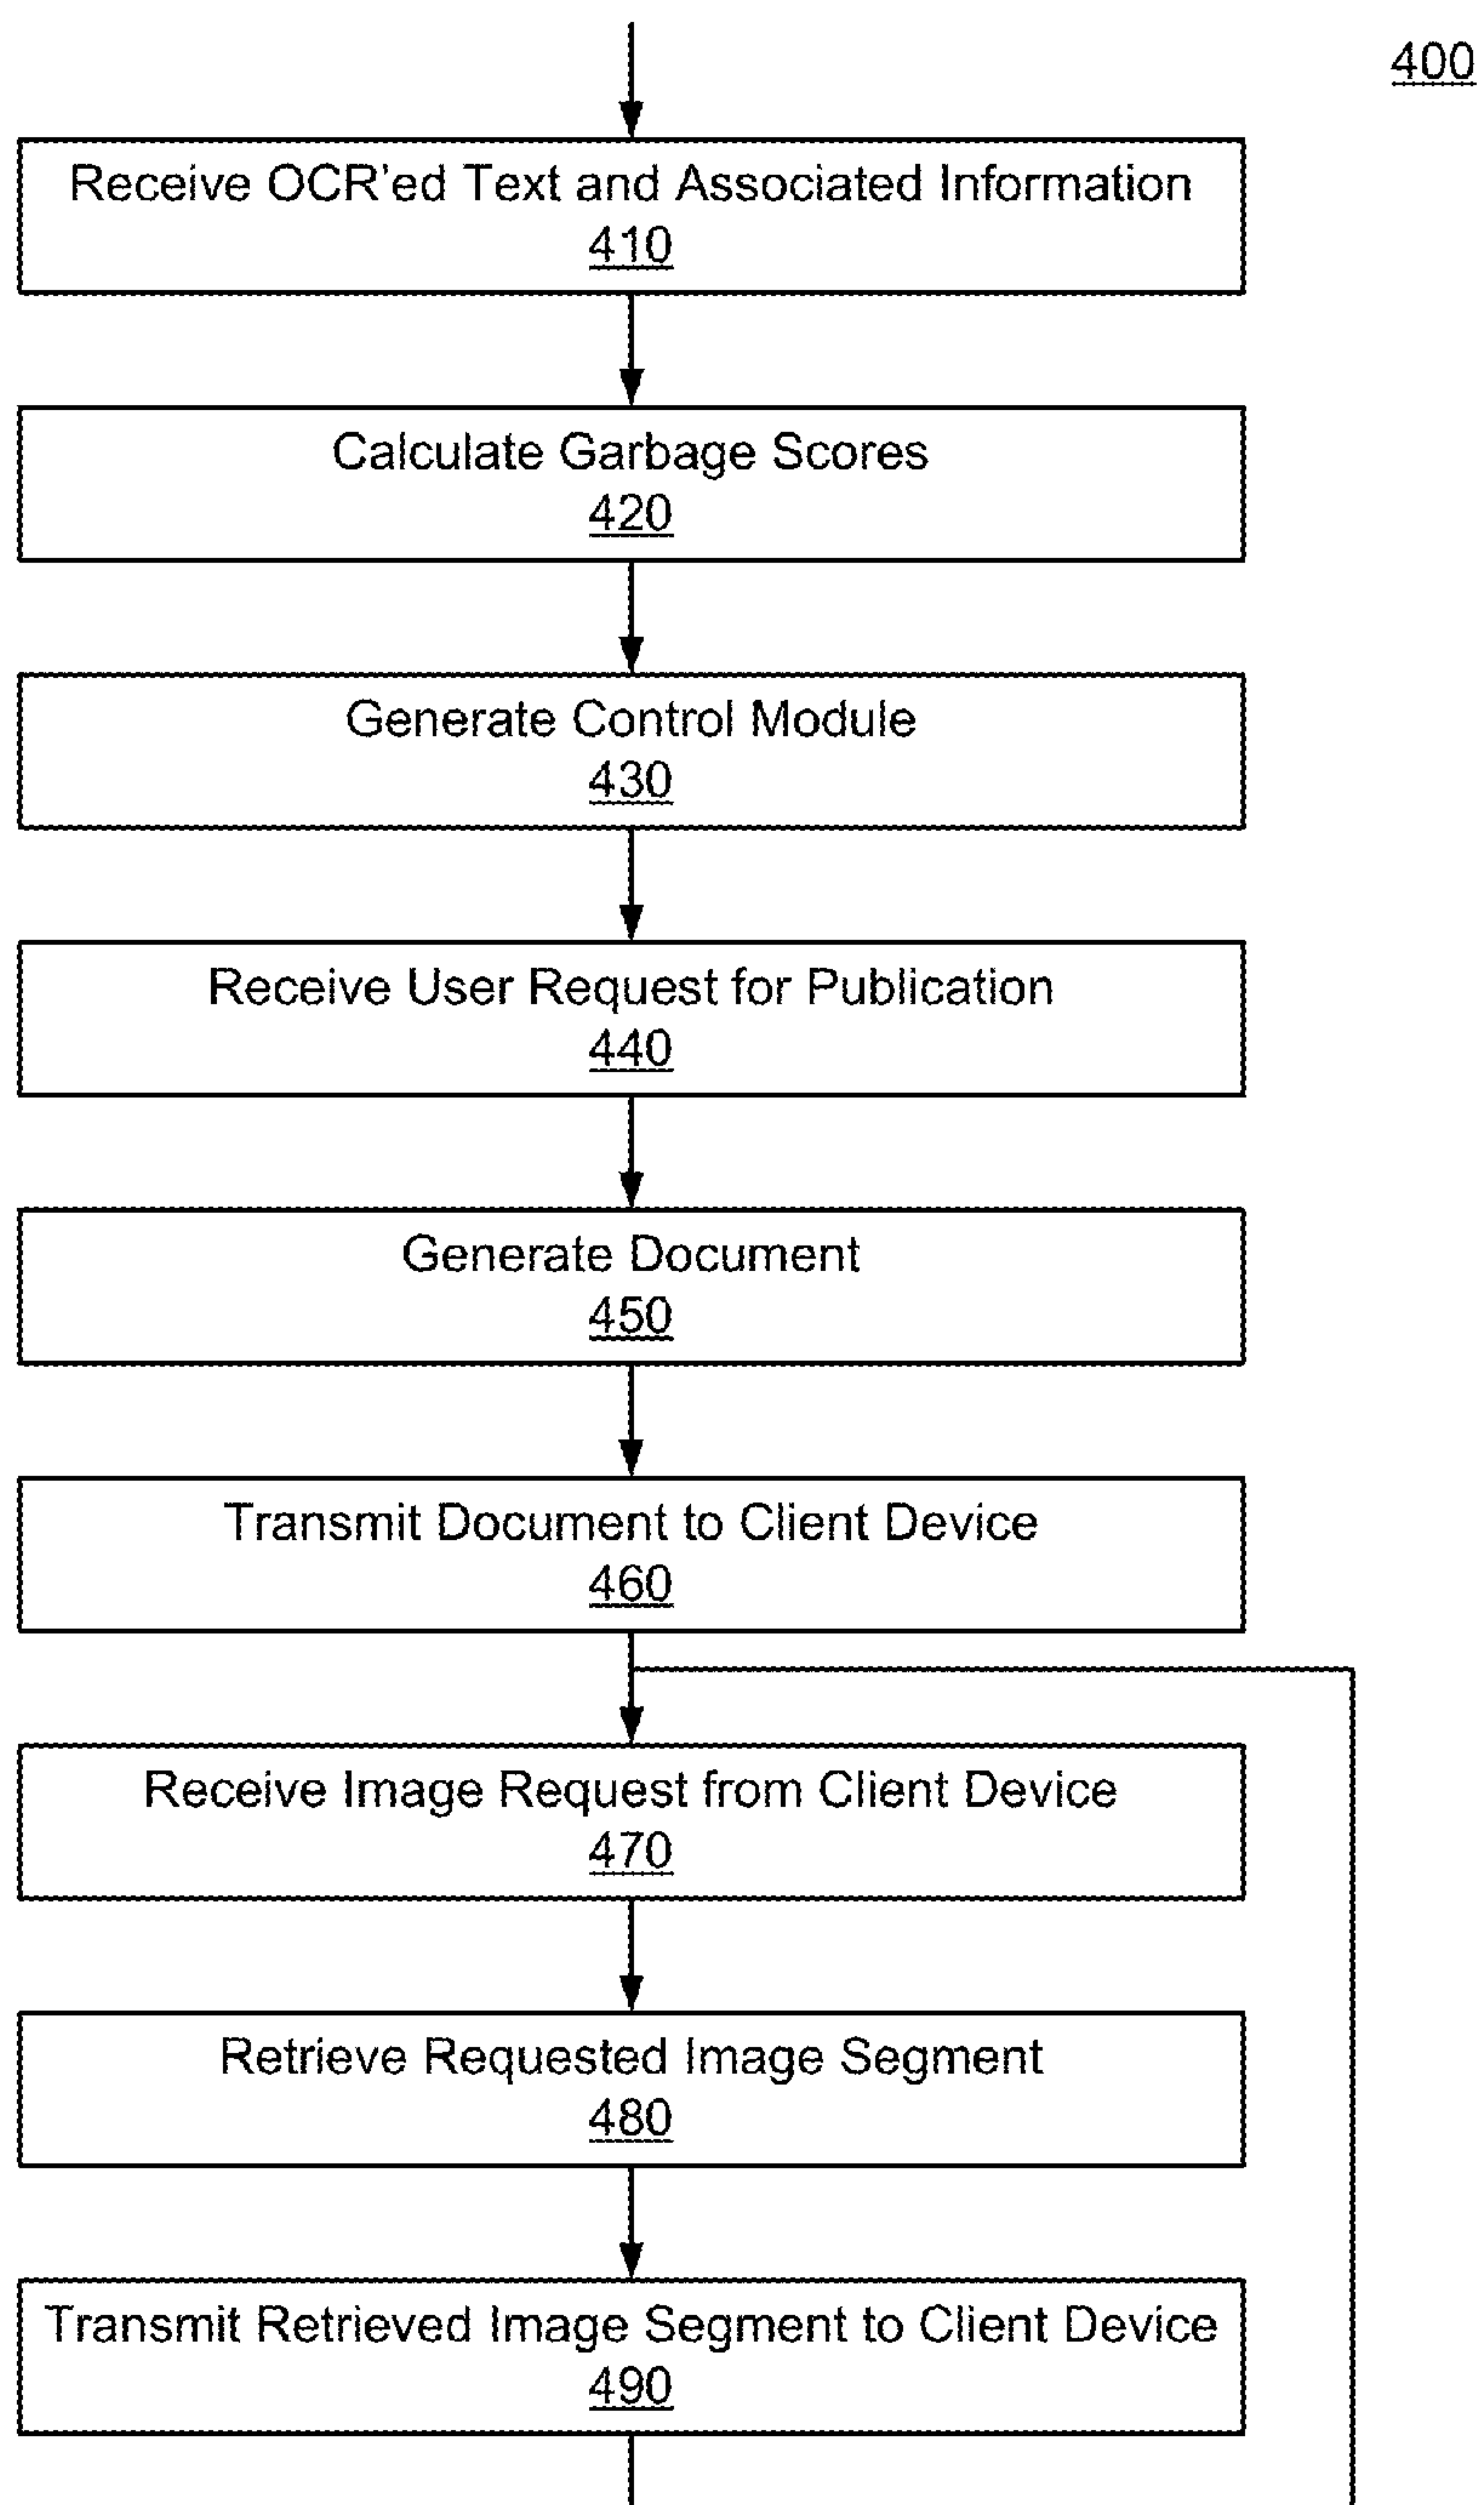 400
Receive OCR'ed Text and Associated Information
410
Calculate Garbage Scores
420
Generate Control Module
430
Receive User Request for Publication
440
Generate Document
450
Transmit Document to Client Device
460
Receive Image Request from Client Device
470
Retrieve Requested Image Segment
480
Transmit Retrieved Image Segment to Client Device
490